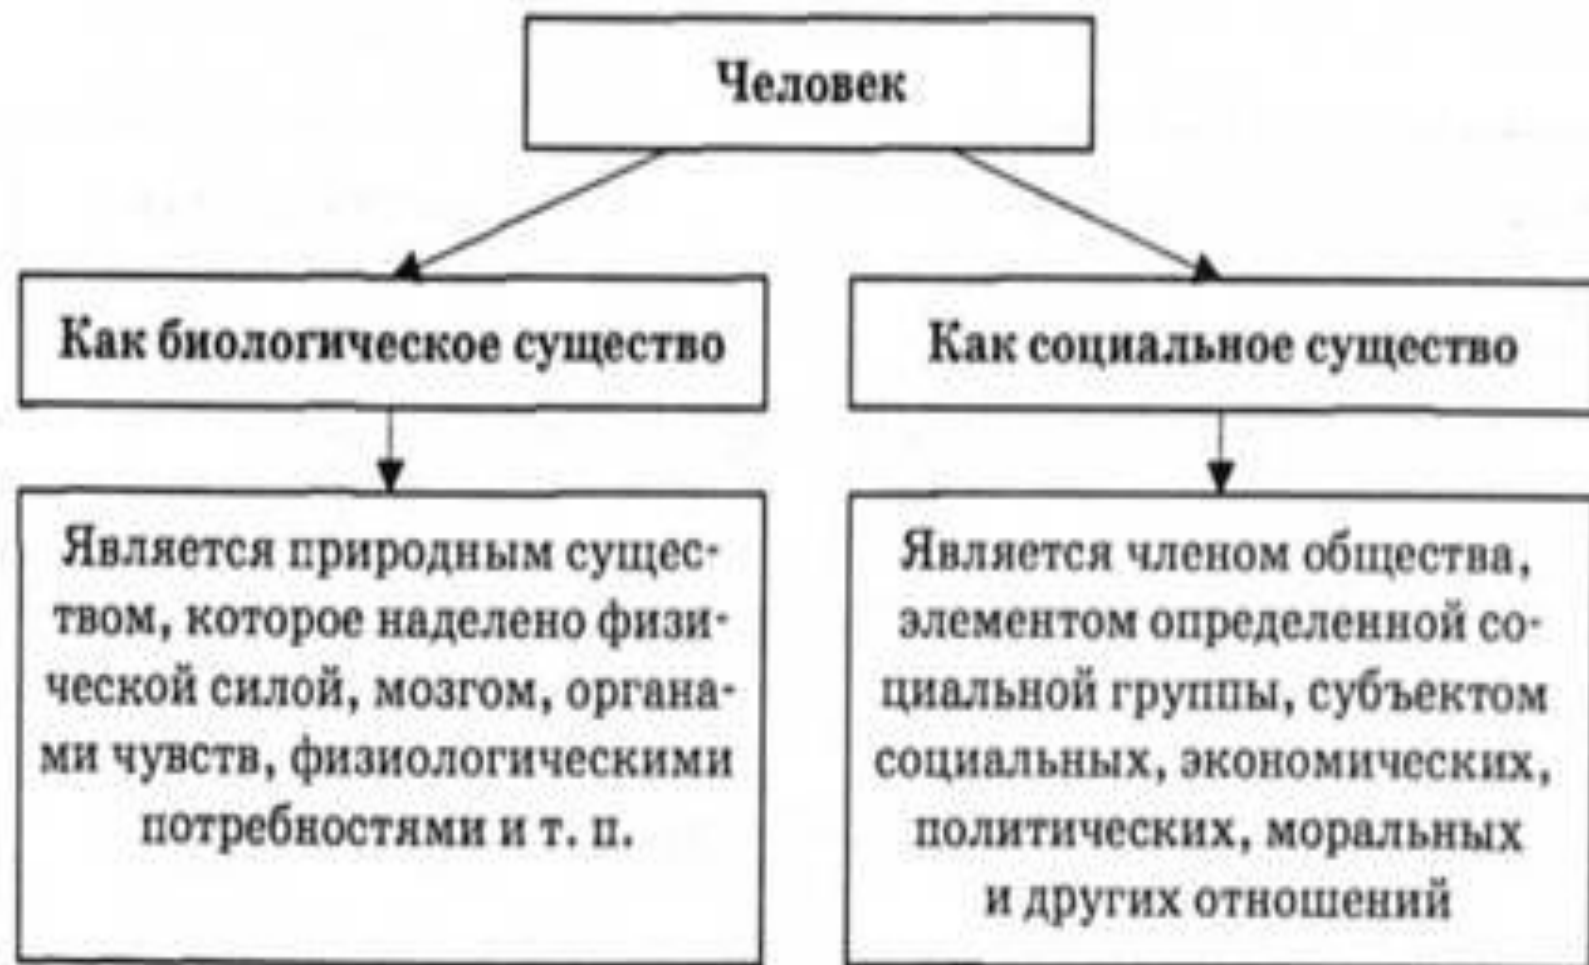 Человек
Как биологическое существо
Как социальное существо
Является природным сущес-
твом, которое наделено физи-
ческой силой, мозгом, органа-
ми чувств, физиологическими
потребностями и т. п.
Является членом общества,
элементом определенной со-
циальной группы, субъектом
социальных, экономических,
политических, моральных
и других отношений